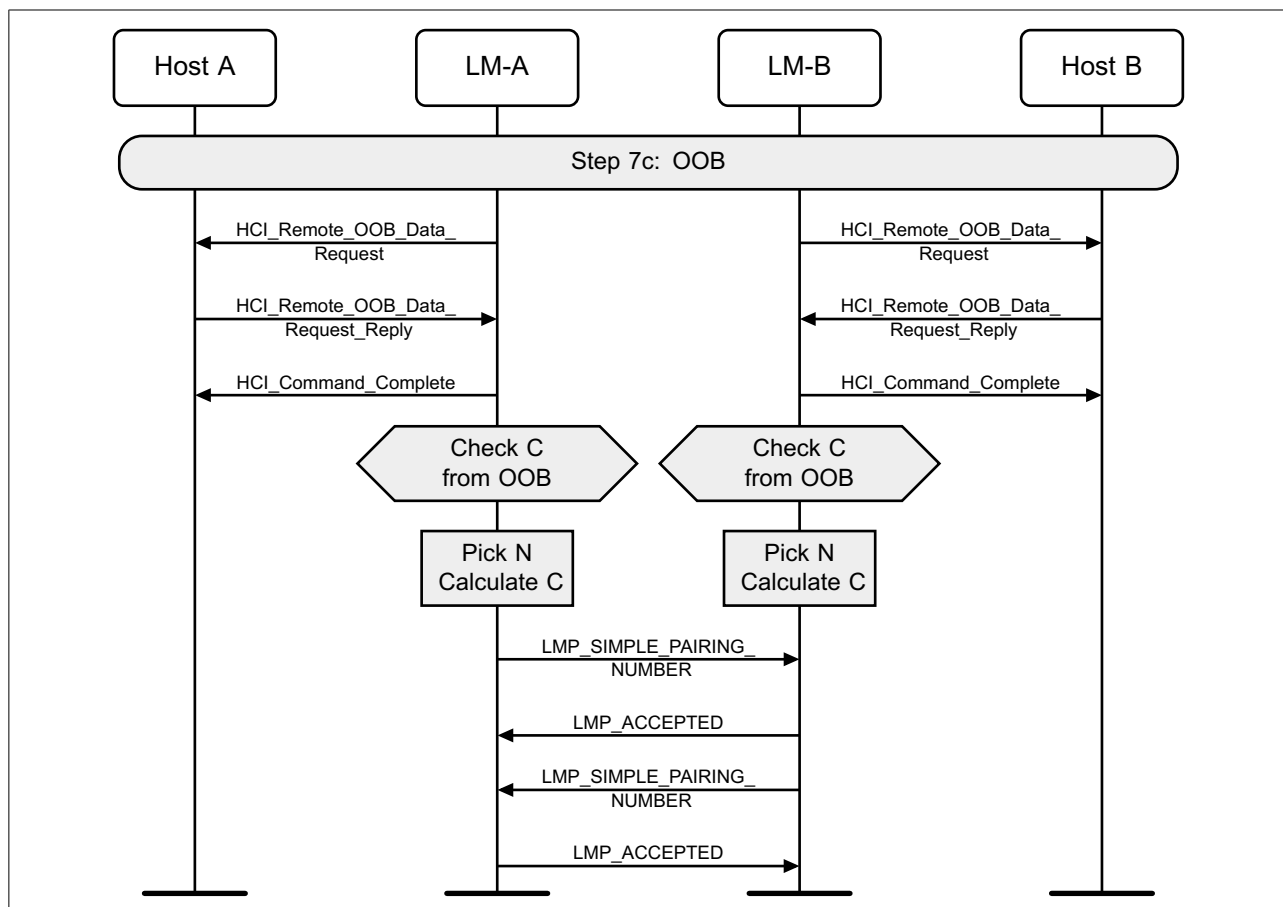 Host A
LM-A
LM-B
Host B
Step 7c: OOB
HCI_Remote_OOB_Data_
Request
HCI_Remote_OOB_Data_
Request
HCI_Remote_OOB_Data_
Request_Reply
HCI_Remote_OOB_Data_
Request_Reply
HCI_Command_Complete
HCI_Command_Complete
Check C
from OOB
Check C
from OOB
Pick N
Calculate C
Pick N
Calculate C
LMP_SIMPLE_PAIRING_
NUMBER
LMP_ACCEPTED
LMP_SIMPLE_PAIRING_
NUMBER
LMP_ACCEPTED